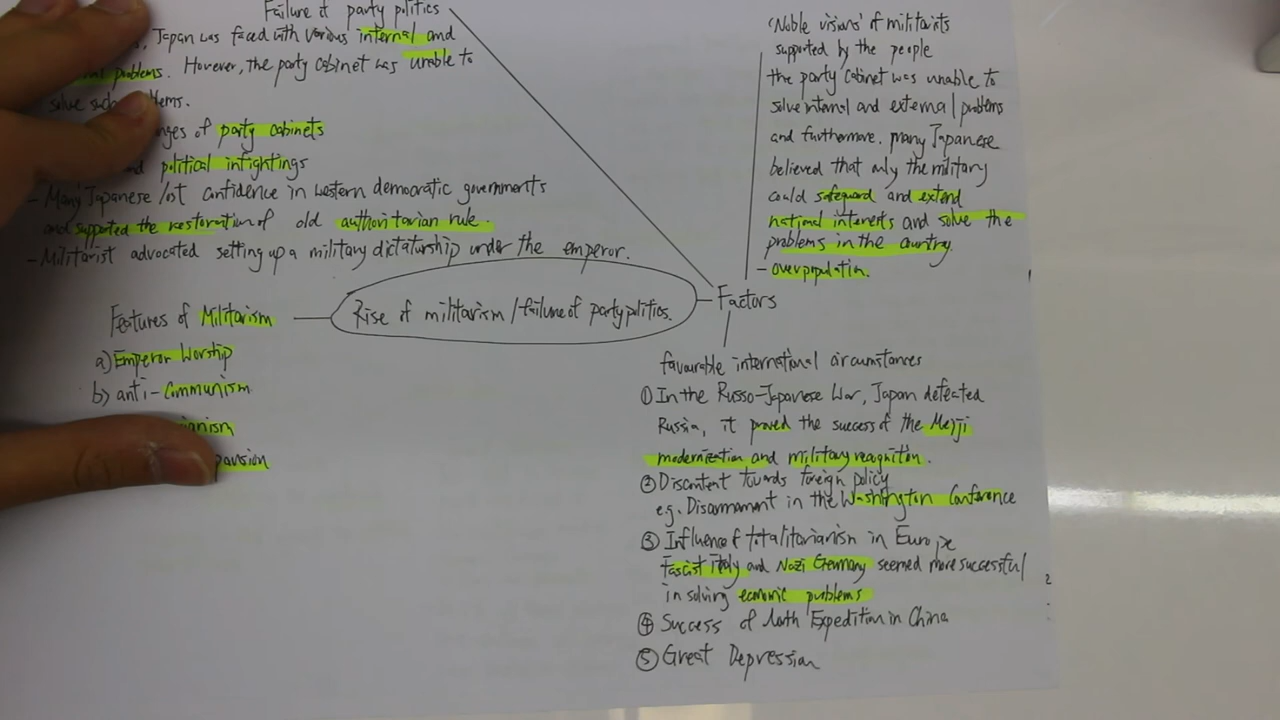 Failure of party politics
, Japan was faced with various internal and
problems. However, the party cabinet was unable to
solve such
of party cabinets
political infightings
- Many Japanese lost confidence in western democratic governments
and supported the restoration of old authoritarian rule.
- Militarist advocated setting up a military dictatorship under the emperor.
Rise of militarism / failure of party politics.
Features of Militarism
a) Emperor Worship
b) anti-Communism
Factors
'Noble visions' of militarists
supported by the people
the party cabinet was unable to
solve internal and external problems
and furthermore, many Japanese
believed that only the military
could safeguard and extend
national interests and solve the
problems in the country
- overpopulation.
favourable international circumstances
① In the Russo-Japanese War, Japan defeated
Russia, it proved the success of the Meiji
modernization and military recognition.
② Discontent towards foreign policy
e.g. Disarmament in the Washington Conference
③ Influence of totalitarianism in Europe
Fascist Italy and Nazi Germany seemed more successful
in solving economic problems
④ Success of Expedition in China
⑤ Great Depression